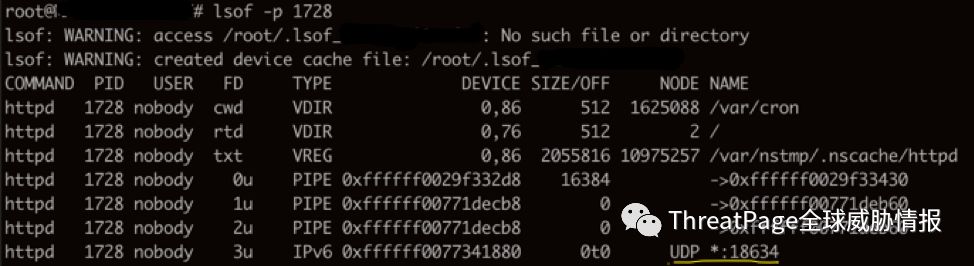 root@ # lsof -p 1728
lsof: WARNING: access /root/.lsof_ : No such file or directory
lsof: WARNING: created device cache file: /root/.lsof_
COMMAND PID USER FD TYPE DEVICE SIZE/OFF NODE NAME
httpd 1728 nobody cwd VDIR 0,86 512 1625088 /var/cron
httpd 1728 nobody rtd VDIR 0,76 512 2 /
httpd 1728 nobody txt VREG 0,86 2055816 10975257 /var/nstmp/.nscache/httpd
httpd 1728 nobody 0u PIPE 0xffffff0029f332d8 16384 ->0xffffff0029f33430
httpd 1728 nobody 1u PIPE 0xffffff00771decb8 0 ->0xffffff00771deb60
httpd 1728 nobody 2u PIPE 0xffffff00771decb8 0
httpd 1728 nobody 3u IPv6 0xffffff0077341880 0t0 UDP *:18634
ThreatPage全球威胁情报